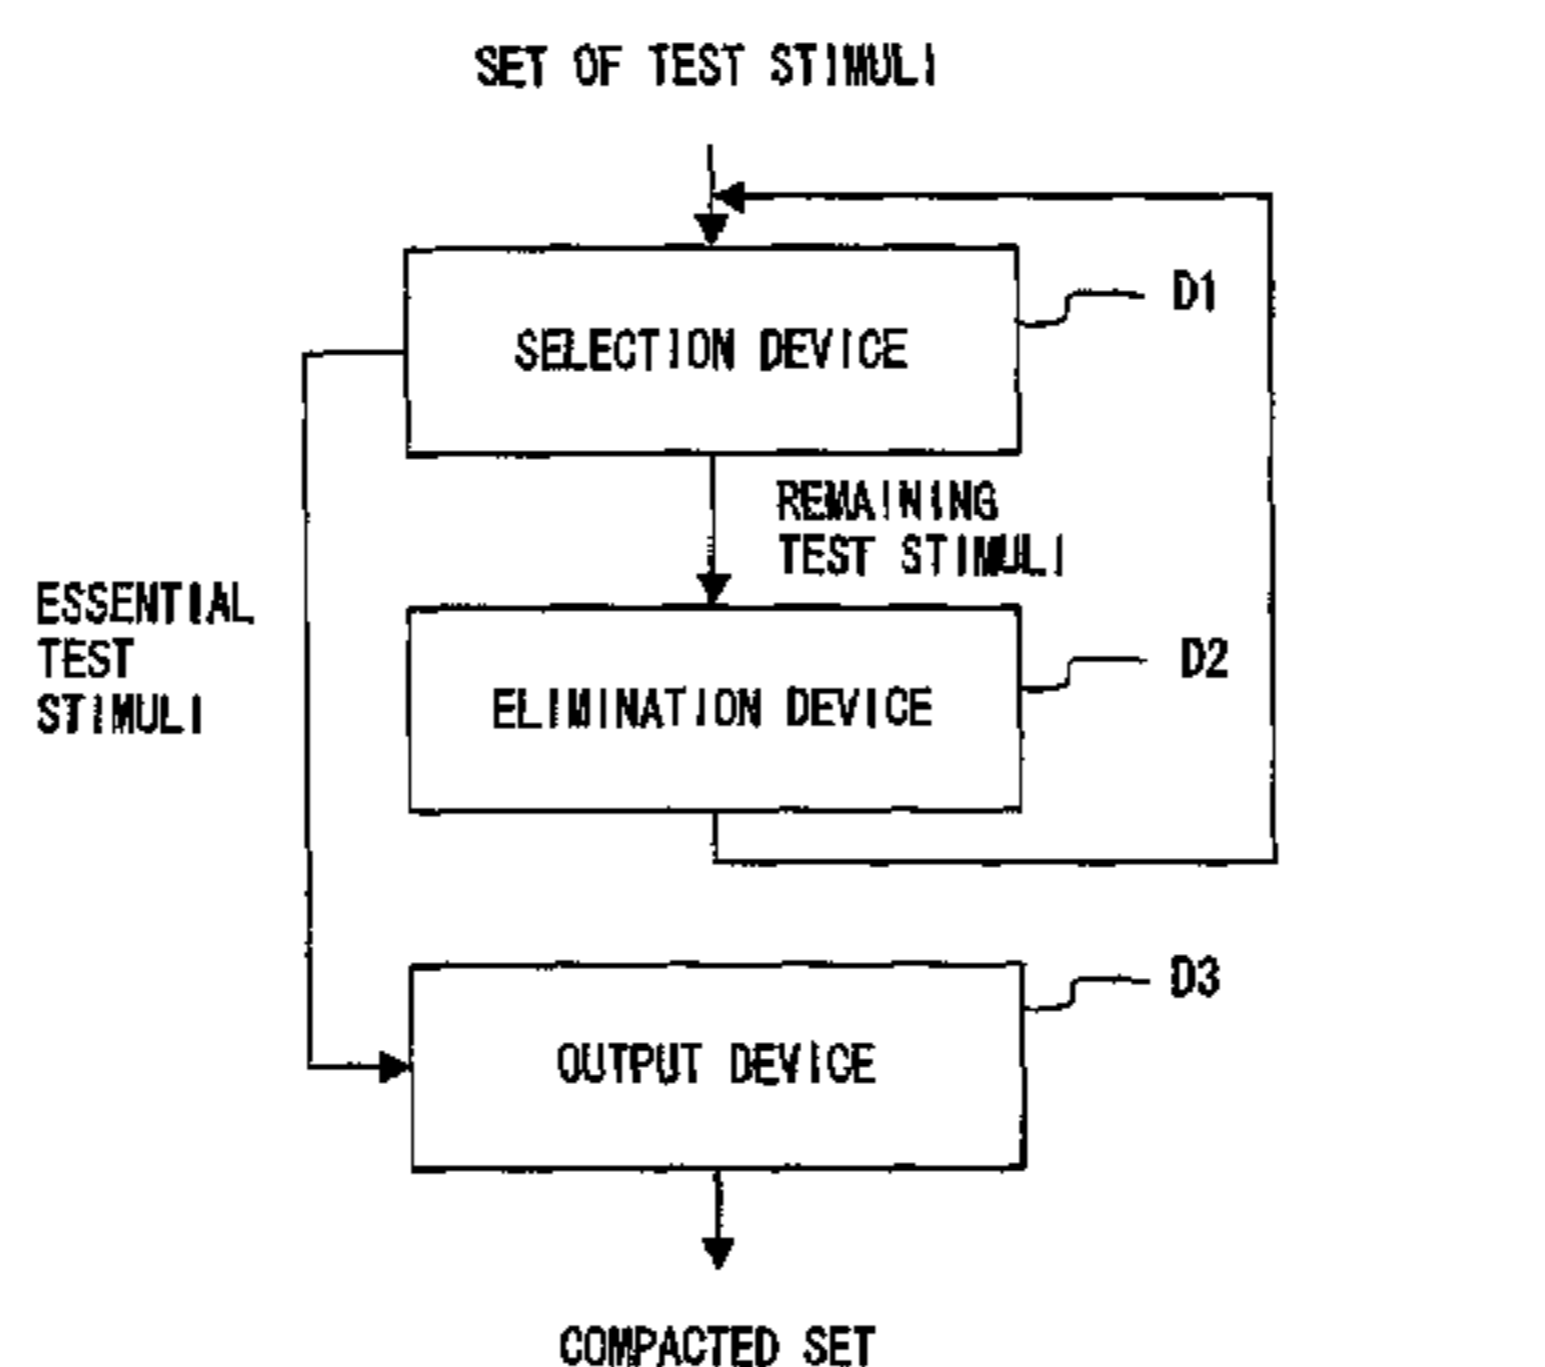 SET OF TEST STIMULI
D1
SELECTION DEVICE
REMAINING
TEST STIMULI
ESSENTIAL
TEST
STIMULI
D2
ELIMINATION DEVICE
D3
OUTPUT DEVICE
COMPACTED SET